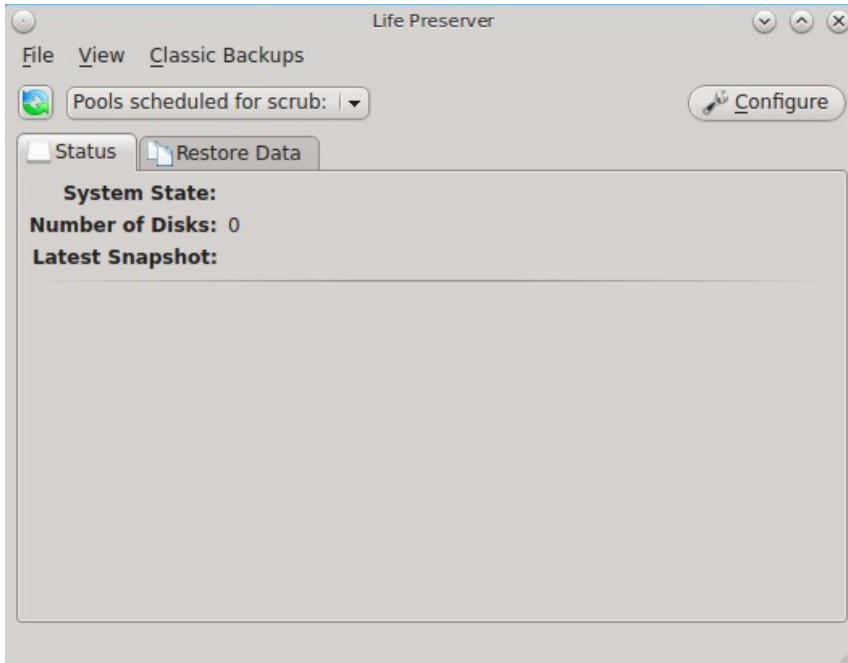 Life Preserver
File View Classic Backups
Pools scheduled for scrub: Configure
Status Restore Data
System State:
Number of Disks: 0
Latest Snapshot: